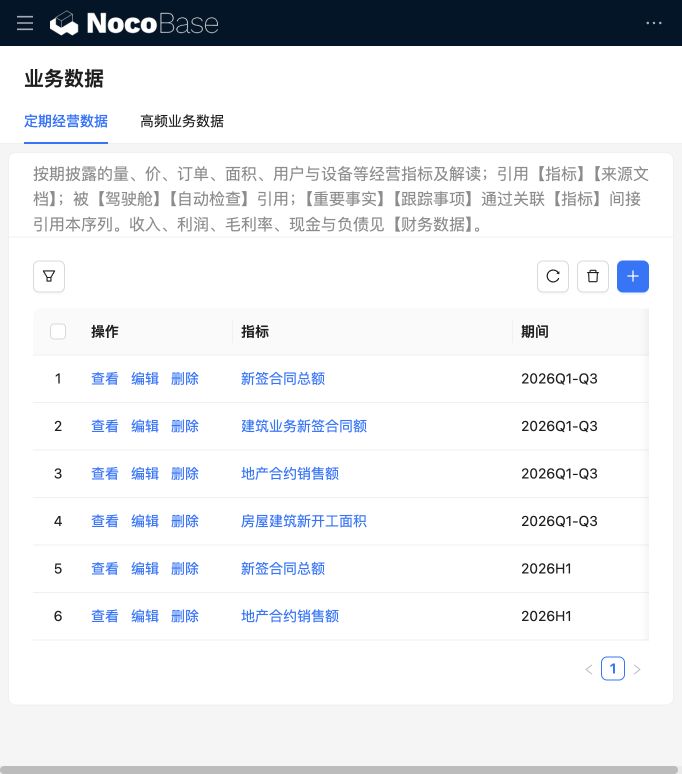 NocoBase
业务数据
定期经营数据 高频业务数据
按期披露的量、价、订单、面积、用户与设备等经营指标及解读；引用【指标】【来源文
档】；被【驾驶舱】【自动检查】引用；【重要事实】【跟踪事项】通过关联【指标】间接
引用本序列。收入、利润、毛利率、现金与负债见【财务数据】。
操作 指标 期间
1 查看 编辑 删除 新签合同总额 2026Q1-Q3
2 查看 编辑 删除 建筑业务新签合同额 2026Q1-Q3
3 查看 编辑 删除 地产合约销售额 2026Q1-Q3
4 查看 编辑 删除 房屋建筑新开工面积 2026Q1-Q3
5 查看 编辑 删除 新签合同总额 2026H1
6 查看 编辑 删除 地产合约销售额 2026H1
1